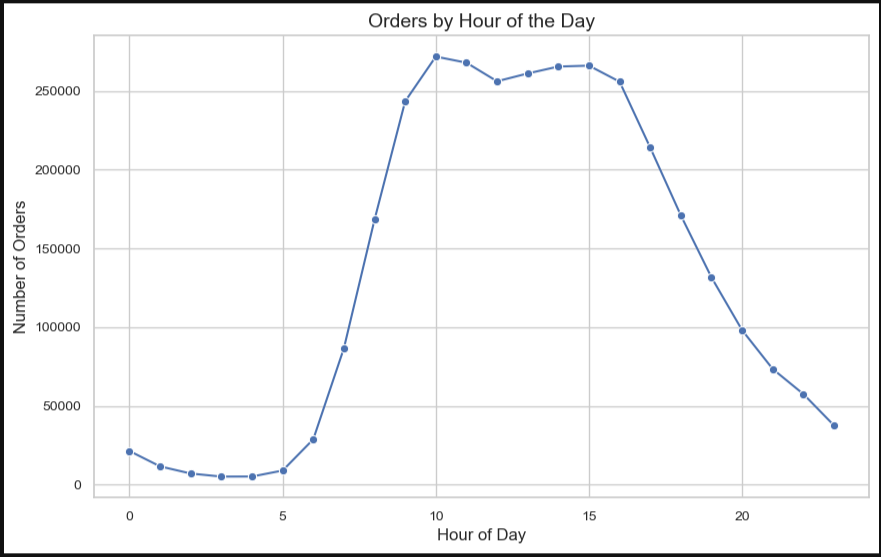 Orders by Hour of the Day
Number of Orders
250000
200000
150000
100000
50000
0
0 5 10 15 20
Hour of Day